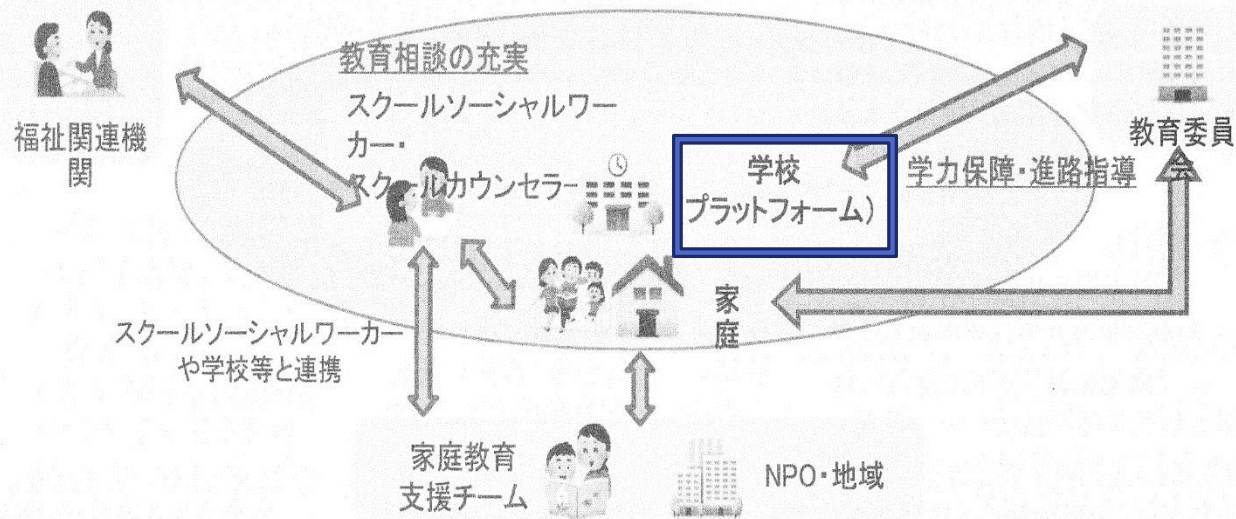 教育相談の充実
スクールソーシャルワー
カー・
スクールカウンセラー
福祉関連機
関
学校
プラットフォーム)
学力保障・進路指導
教育委員
会
家
庭
スクールソーシャルワーカー
や学校等と連携
家庭教育
支援チーム
NPO・地域